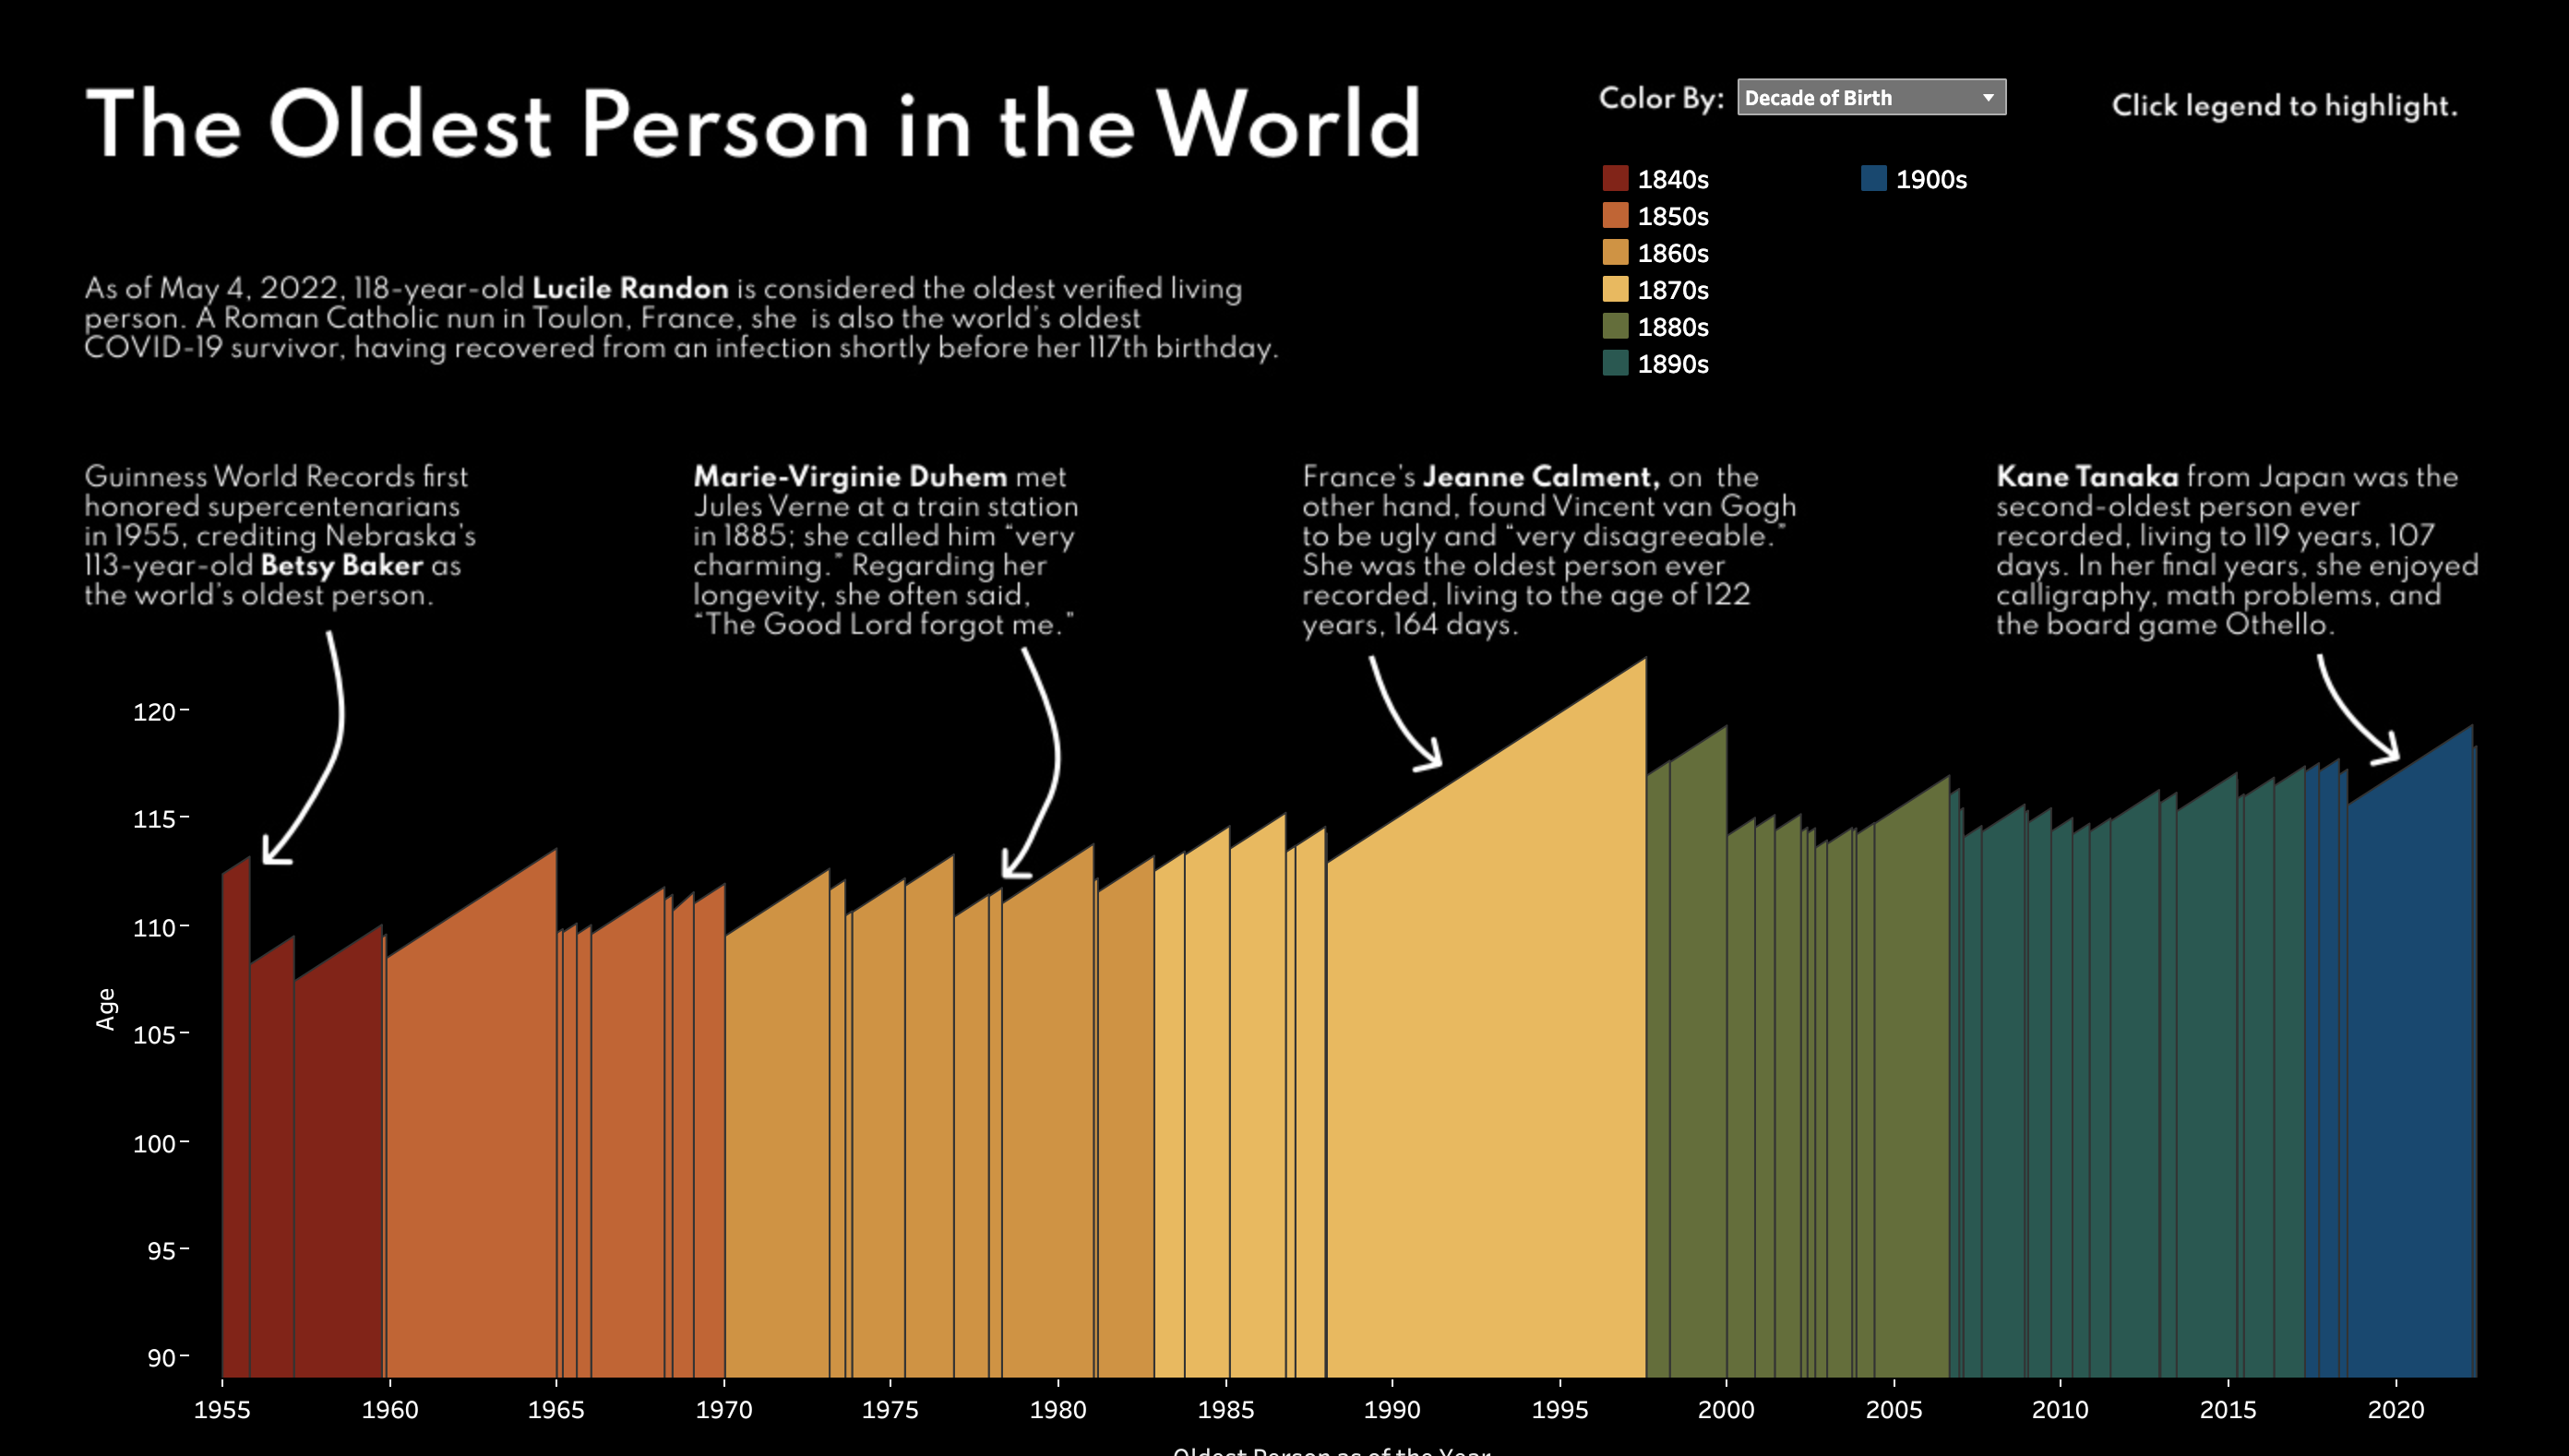 The Oldest Person in the World
Color By: Decade of Birth
Click legend to highlight.
1840s
1850s
1860s
1870s
1880s
1890s
1900s
As of May 4, 2022, 118-year-old Lucile Randon is considered the oldest verified living
person. A Roman Catholic nun in Toulon, France, she is also the world's oldest
COVID-19 survivor, having recovered from an infection shortly before her 117th birthday.
Guinness World Records first
honored supercentenarians
in 1955, crediting Nebraska's
113-year-old Betsy Baker as
the world's oldest person.
Marie-Virginie Duhem met
Jules Verne at a train station
in 1885; she called him "very
charming." Regarding her
longevity, she often said,
"The Good Lord forgot me."
France's Jeanne Calment, on the
other hand, found Vincent van Gogh
to be ugly and "very disagreeable."
She was the oldest person ever
recorded, living to the age of 122
years, 164 days.
Kane Tanaka from Japan was the
second-oldest person ever
recorded, living to 119 years, 107
days. In her final years, she enjoyed
calligraphy, math problems, and
the board game Othello.
Age
120
115
110
105
100
95
90
1955 1960 1965 1970 1975 1980 1985 1990 1995 2000 2005 2010 2015 2020
Oldest Person as of the Year